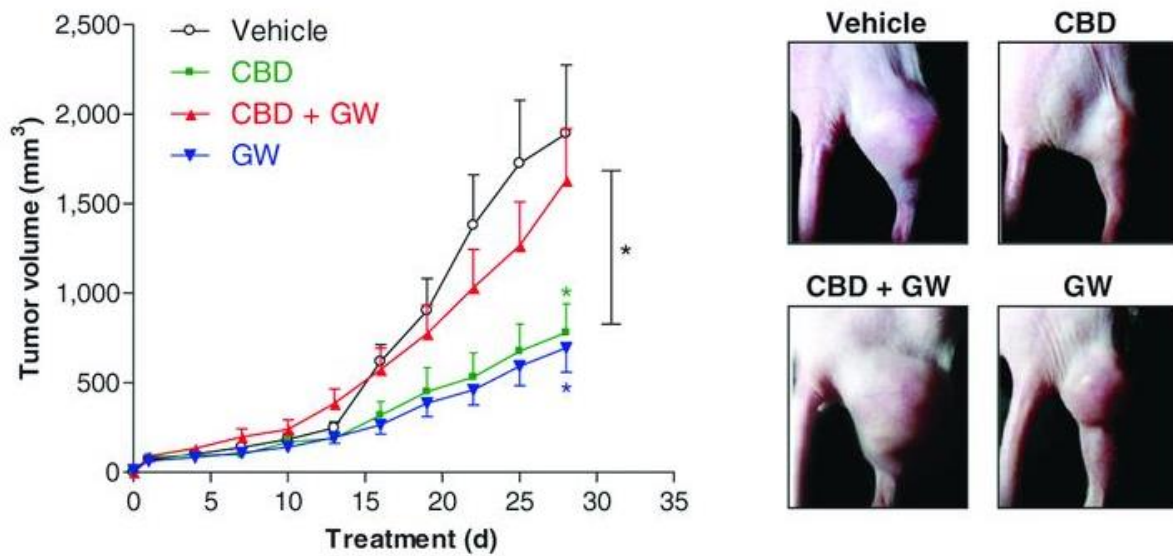 2,500
2,000
1,500
1,000
500
0
Tumor volume (mm³)
Vehicle
CBD
CBD + GW
GW
*
*
*
0 5 10 15 20 25 30 35
Treatment (d)
Vehicle CBD
CBD + GW GW